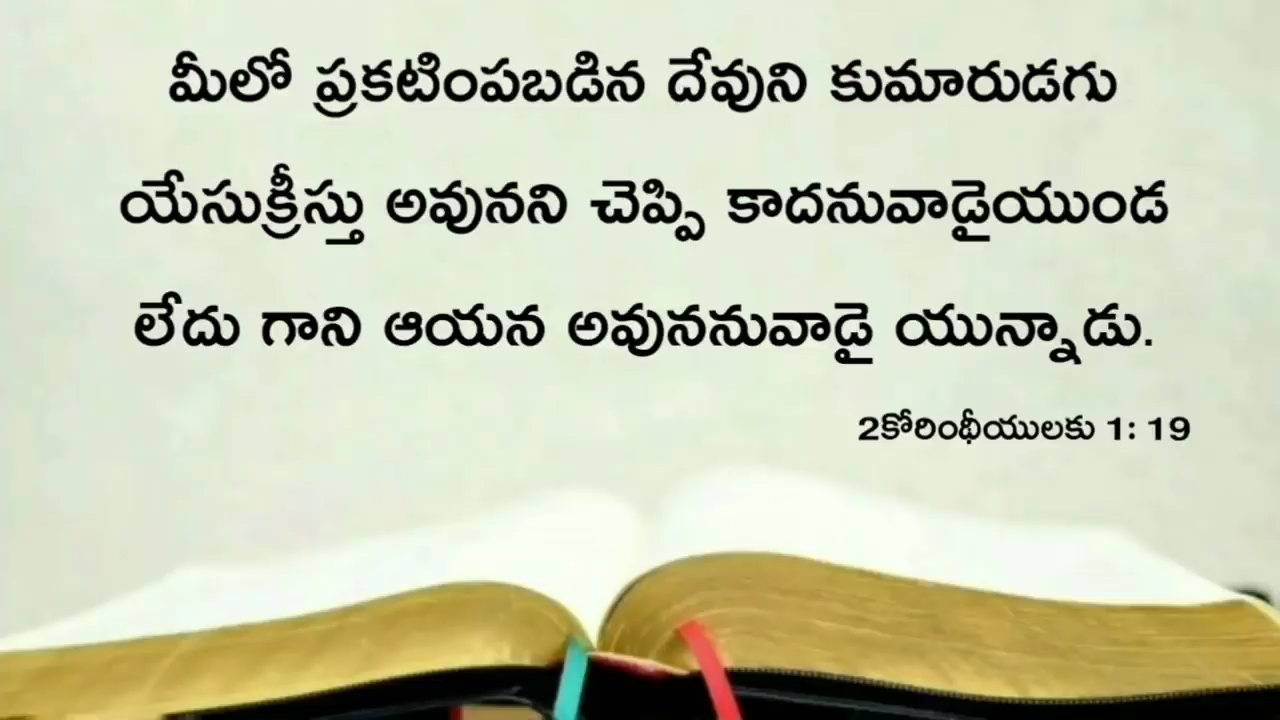 మీలో ప్రకటింపబడిన దేవుని కుమారుడగు
యేసుక్రీస్తు అవునని చెప్పి కాదనువాడైయుండ
లేదు గాని ఆయన అవుననువాడై యున్నాడు.
2కోరింథీయులకు 1: 19